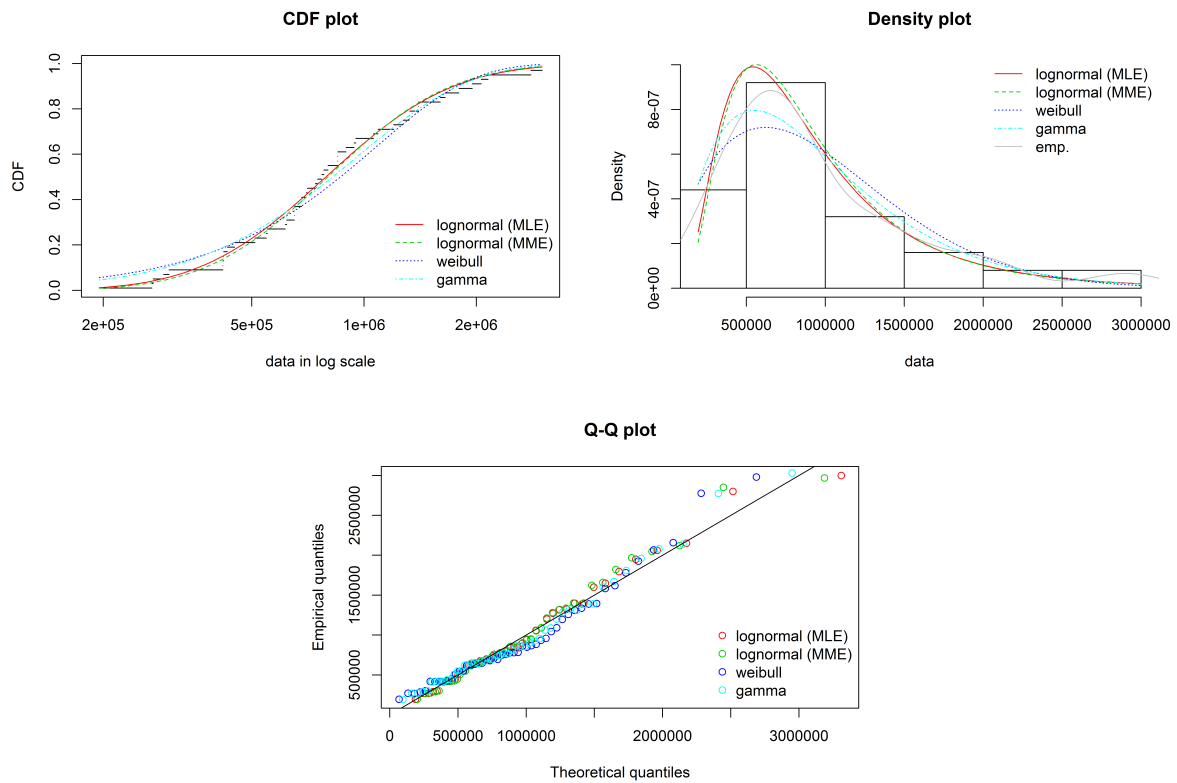 CDF plot
CDF
0.0
0.2
0.4
0.6
0.8
1.0
2e+05
5e+05
1e+06
2e+06
data in log scale
lognormal (MLE)
lognormal (MME)
weibull
gamma
Density plot
Density
0e+00
4e-07
8e-07
500000
1000000
1500000
2000000
2500000
3000000
data
lognormal (MLE)
lognormal (MME)
weibull
gamma
emp.
Q-Q plot
Empirical quantiles
500000
1500000
2500000
0
500000
1000000
2000000
3000000
Theoretical quantiles
lognormal (MLE)
lognormal (MME)
weibull
gamma